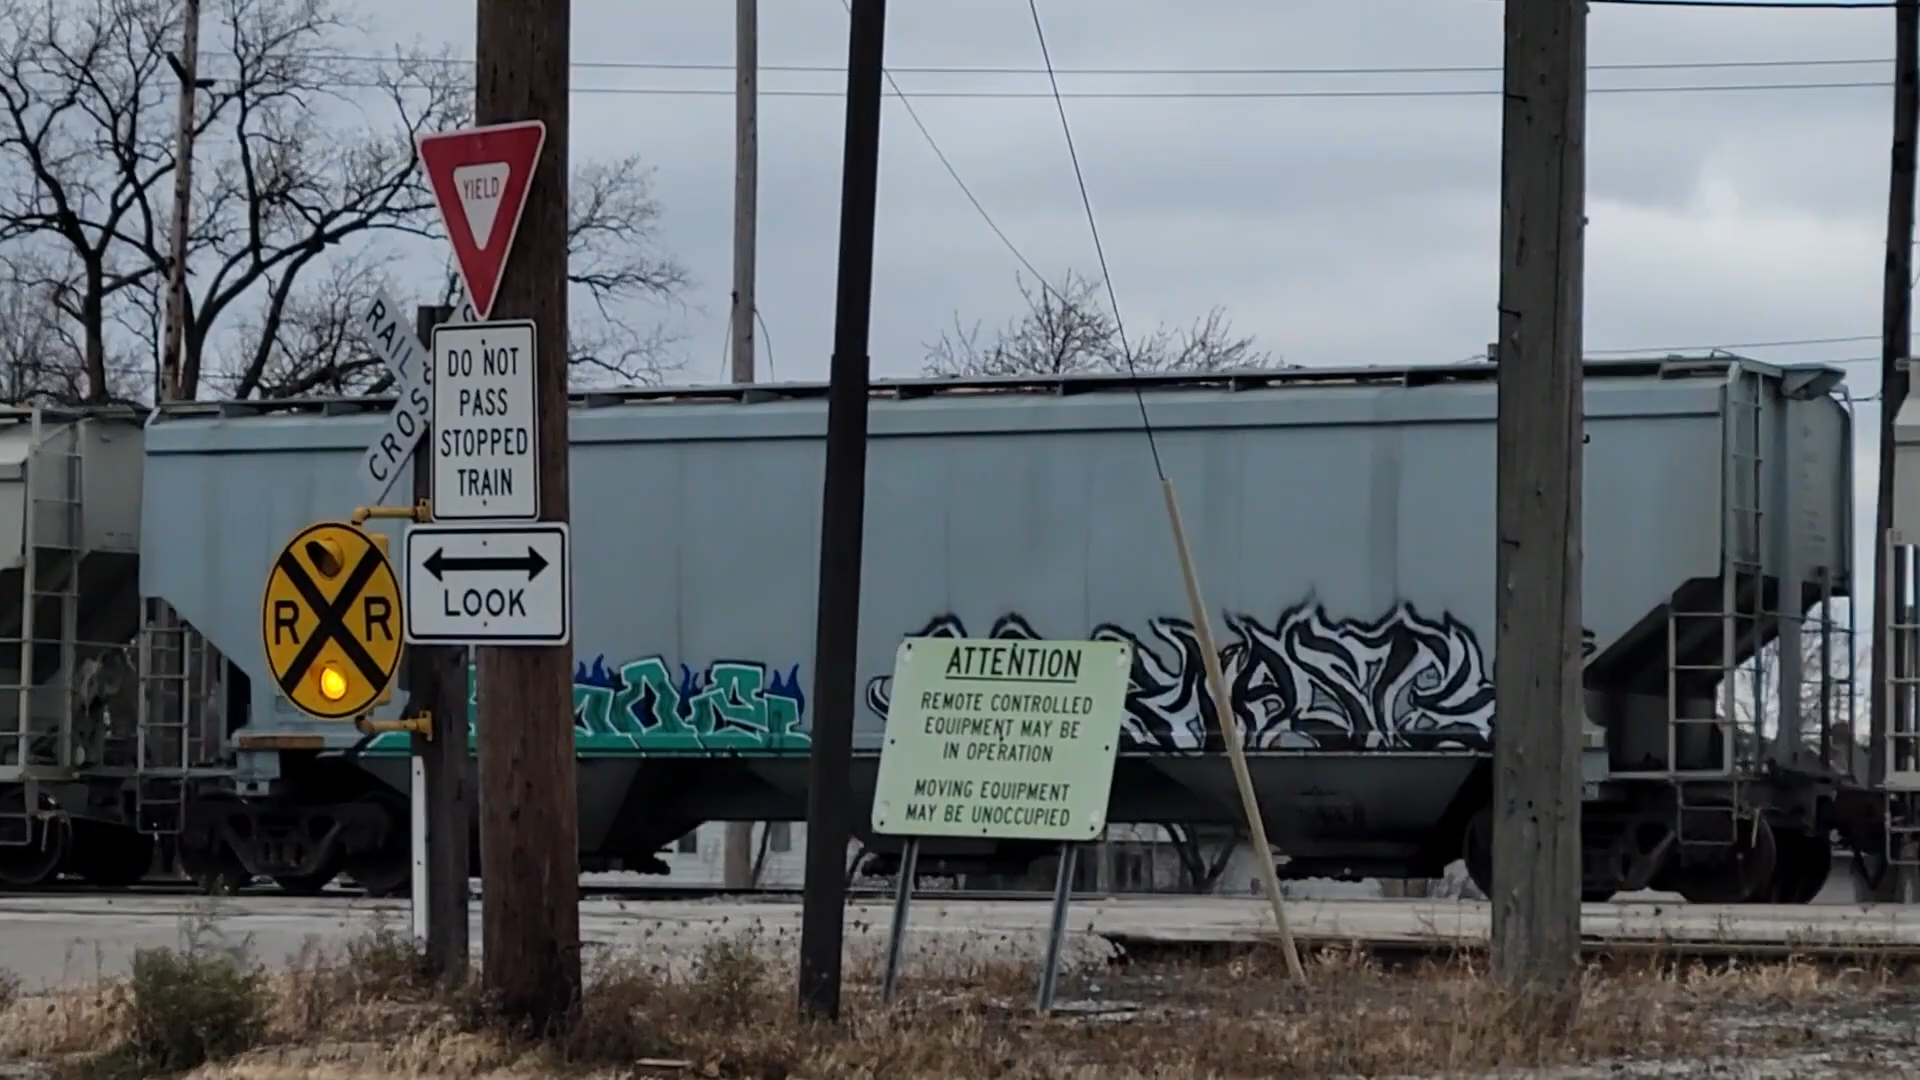 YIELD
RAIL
CROS
DO NOT
PASS
STOPPED
TRAIN
R R
LOOK
ATTENTION
REMOTE CONTROLLED
EQUIPMENT MAY BE
IN OPERATION
MOVING EQUIPMENT
MAY BE UNOCCUPIED